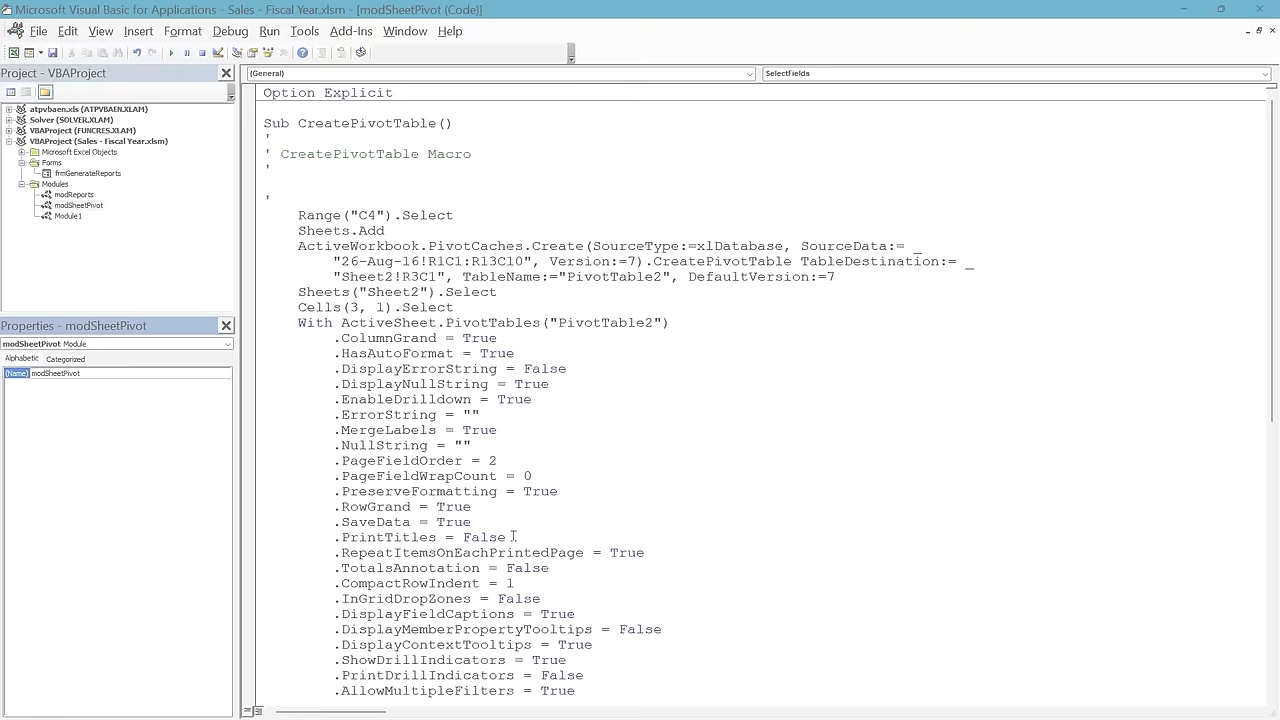 Microsoft Visual Basic for Applications - Sales - Fiscal Year.xlsm - [modSheetPivot (Code)]
File Edit View Insert Format Debug Run Tools Add-Ins Window Help
Project - VBAProject
(General)
SelectFields
atpvbaen.xls (ATPVBAEN.XLAM)
Solver (SOLVER.XLAM)
VBAProject (FUNCRES.XLAM)
VBAProject (Sales - Fiscal Year.xlsm)
Microsoft Excel Objects
Forms
frmGenerateReports
Modules
modReports
modSheetPivot
Module1
Properties - modSheetPivot
modSheetPivot Module
Alphabetic Categorized
(Name) modSheetPivot
Option Explicit
Sub CreatePivotTable()
'
' CreatePivotTable Macro
'
'
Range("C4").Select
Sheets.Add
ActiveWorkbook.PivotCaches.Create(SourceType:=xlDatabase, SourceData:= _
"26-Aug-16!R1C1:R13C10", Version:=7).CreatePivotTable TableDestination:= _
"Sheet2!R3C1", TableName:="PivotTable2", DefaultVersion:=7
Sheets("Sheet2").Select
Cells(3, 1).Select
With ActiveSheet.PivotTables("PivotTable2")
.ColumnGrand = True
.HasAutoFormat = True
.DisplayErrorString = False
.DisplayNullString = True
.EnableDrilldown = True
.ErrorString = ""
.MergeLabels = True
.NullString = ""
.PageFieldOrder = 2
.PageFieldWrapCount = 0
.PreserveFormatting = True
.RowGrand = True
.SaveData = True
.PrintTitles = False
.RepeatItemsOnEachPrintedPage = True
.TotalsAnnotation = False
.CompactRowIndent = 1
.InGridDropZones = False
.DisplayFieldCaptions = True
.DisplayMemberPropertyTooltips = False
.DisplayContextTooltips = True
.ShowDrillIndicators = True
.PrintDrillIndicators = False
.AllowMultipleFilters = True